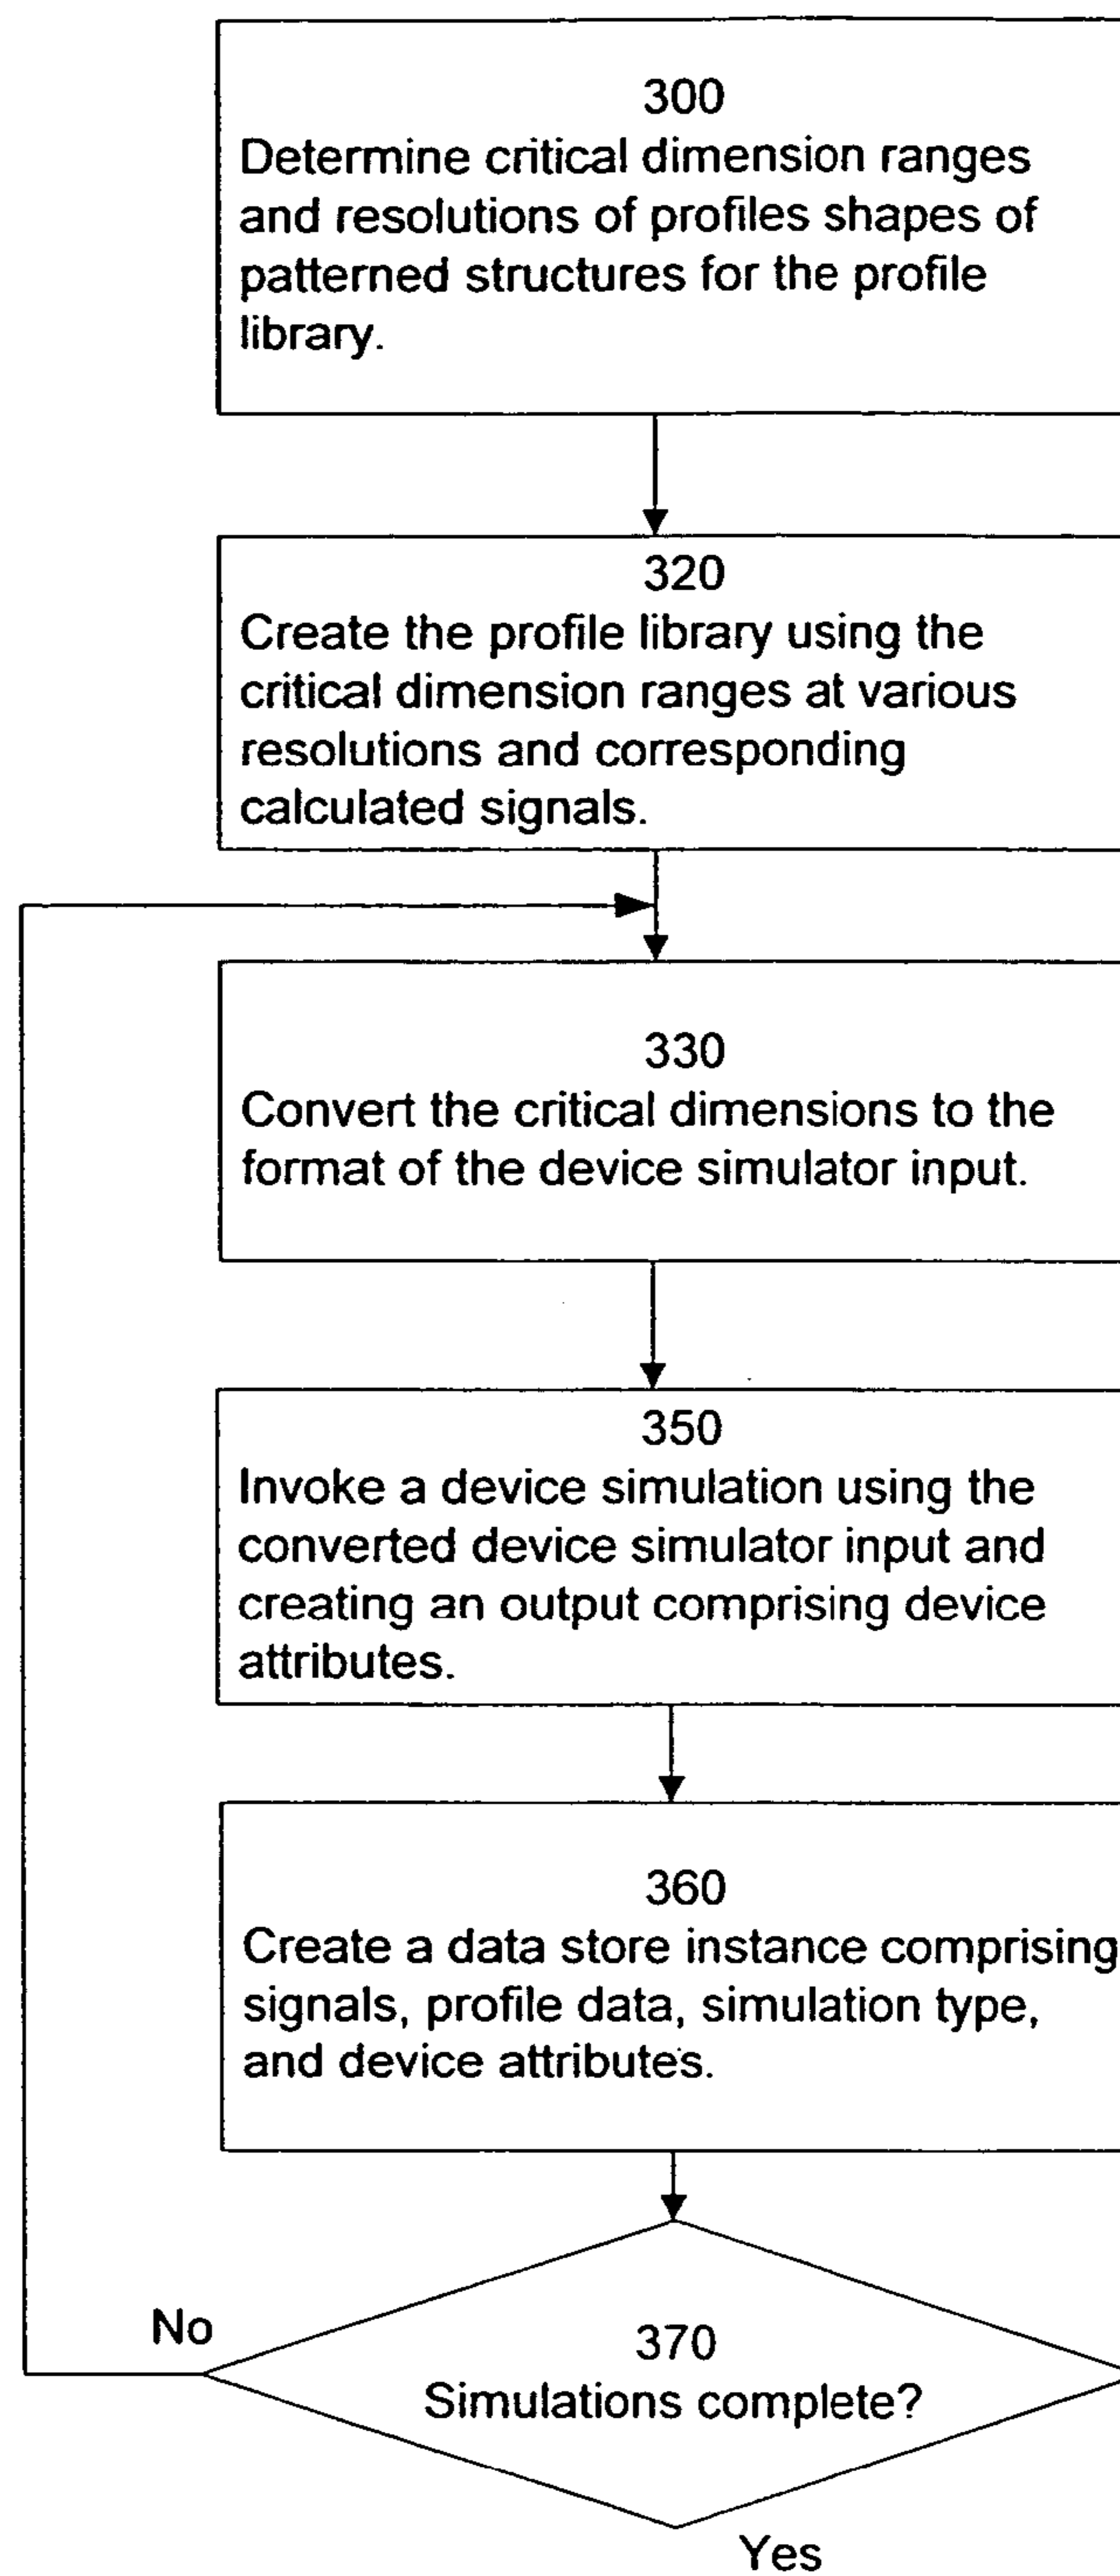 300
Determine critical dimension ranges
and resolutions of profiles shapes of
patterned structures for the profile
library.
320
Create the profile library using the
critical dimension ranges at various
resolutions and corresponding
calculated signals.
330
Convert the critical dimensions to the
format of the device simulator input.
350
Invoke a device simulation using the
converted device simulator input and
creating an output comprising device
attributes.
360
Create a data store instance comprising
signals, profile data, simulation type,
and device attributes.
No
370
Simulations complete?
Yes